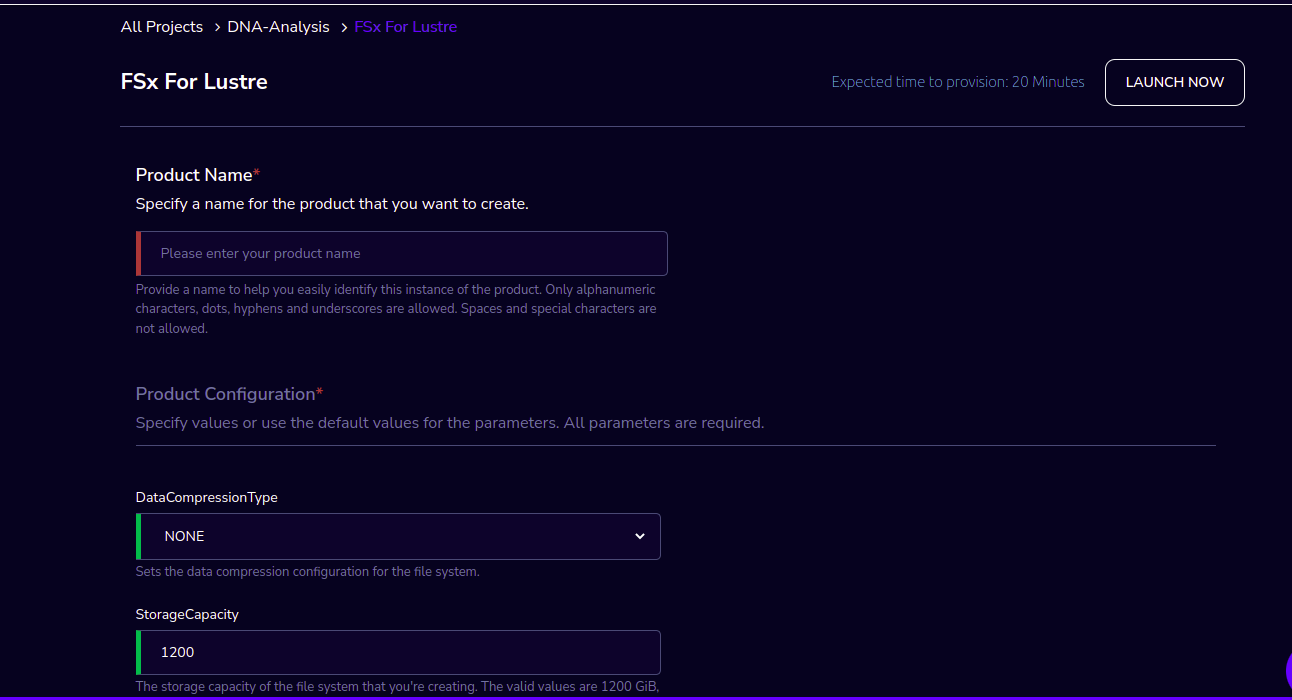 All Projects > DNA-Analysis > FSx For Lustre
FSx For Lustre
Expected time to provision: 20 Minutes
LAUNCH NOW
Product Name*
Specify a name for the product that you want to create.
Please enter your product name
Provide a name to help you easily identify this instance of the product. Only alphanumeric
characters, dots, hyphens and underscores are allowed. Spaces and special characters are
not allowed.
Product Configuration*
Specify values or use the default values for the parameters. All parameters are required.
DataCompressionType
NONE
Sets the data compression configuration for the file system.
StorageCapacity
1200
The storage capacity of the file system that you're creating. The valid values are 1200 GiB,